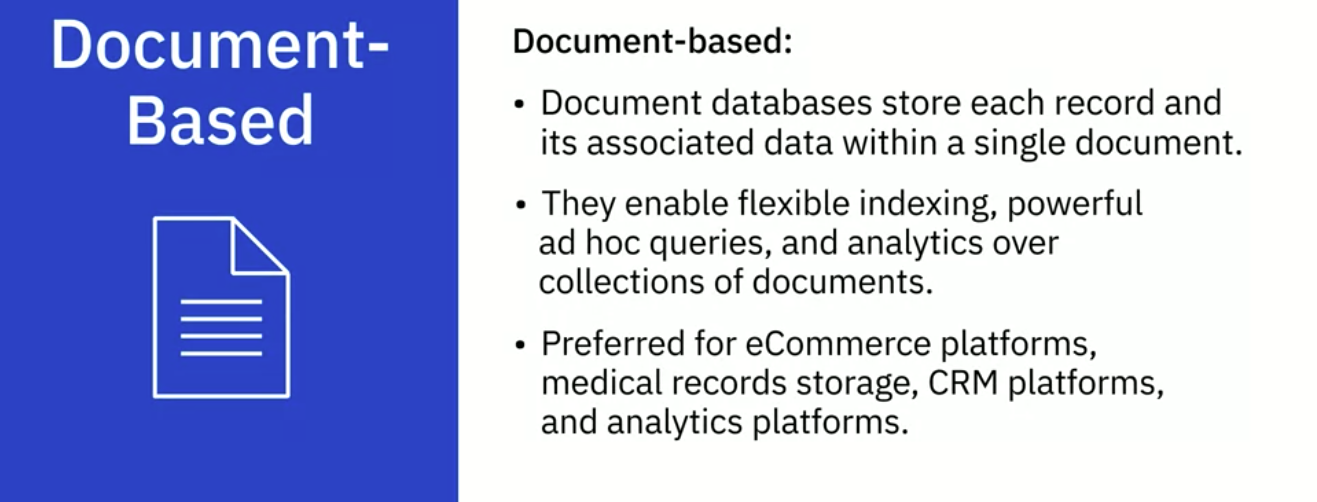 Document-
Based
Document-based:
• Document databases store each record and
its associated data within a single document.
• They enable flexible indexing, powerful
ad hoc queries, and analytics over
collections of documents.
• Preferred for eCommerce platforms,
medical records storage, CRM platforms,
and analytics platforms.